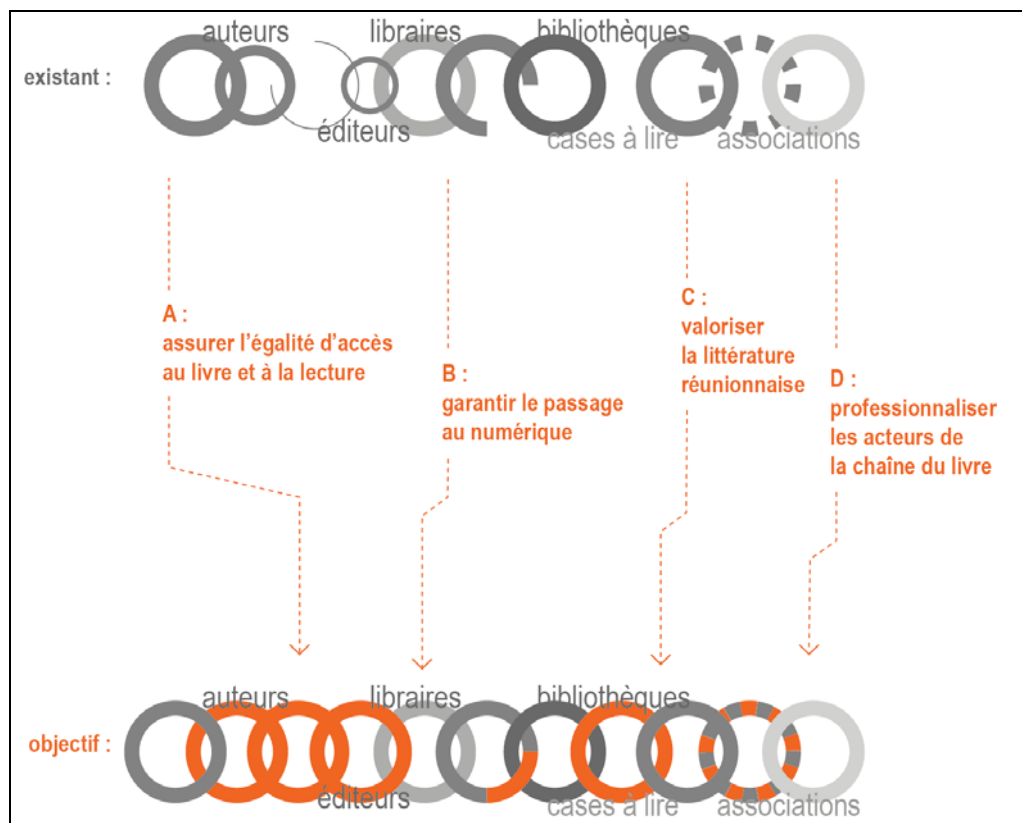 auteurs
libraires
bibliothèques
existant :
éditeurs
cases à lire
associations
A :
assurer l'égalité d'accès
au livre et à la lecture
B :
garantir le passage
au numérique
C :
valoriser
la littérature
réunionnaise
D :
professionnaliser
les acteurs de
la chaîne du livre
auteurs
libraires
bibliothèques
objectif :
éditeurs
cases à lire
associations